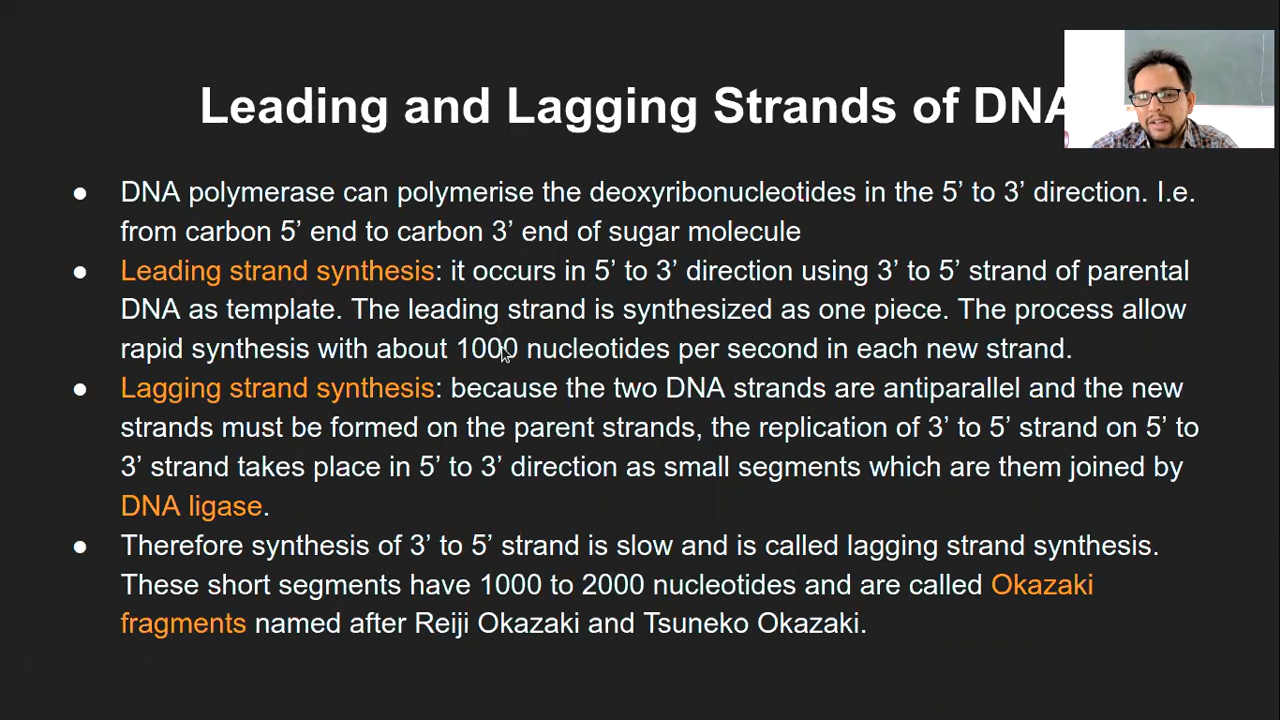 Leading and Lagging Strands of DNA
● DNA polymerase can polymerise the deoxyribonucleotides in the 5’ to 3’ direction. I.e.
from carbon 5’ end to carbon 3’ end of sugar molecule
● Leading strand synthesis: it occurs in 5’ to 3’ direction using 3’ to 5’ strand of parental
DNA as template. The leading strand is synthesized as one piece. The process allow
rapid synthesis with about 1000 nucleotides per second in each new strand.
● Lagging strand synthesis: because the two DNA strands are antiparallel and the new
strands must be formed on the parent strands, the replication of 3’ to 5’ strand on 5’ to
3’ strand takes place in 5’ to 3’ direction as small segments which are them joined by
DNA ligase.
● Therefore synthesis of 3’ to 5’ strand is slow and is called lagging strand synthesis.
These short segments have 1000 to 2000 nucleotides and are called Okazaki
fragments named after Reiji Okazaki and Tsuneko Okazaki.